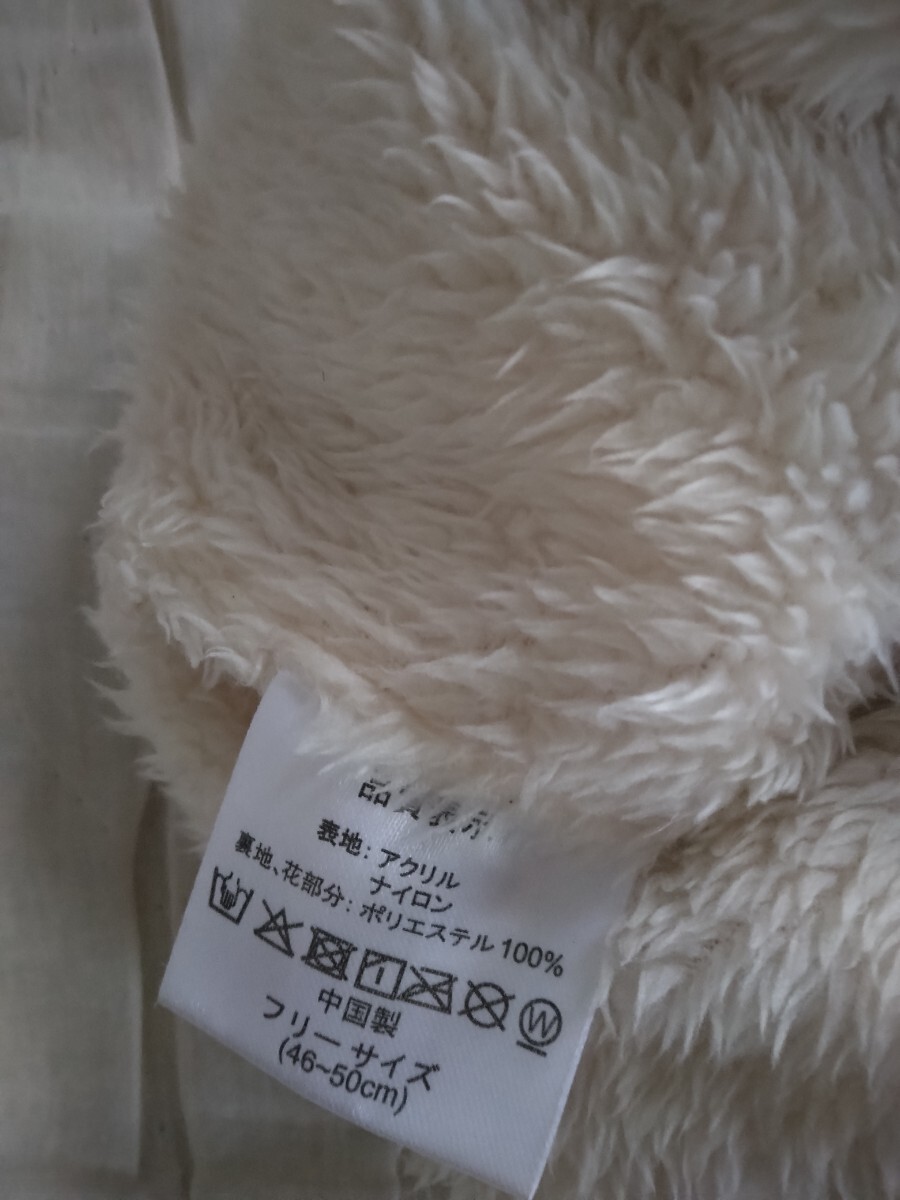 品質表示
表地：アクリル
ナイロン
裏地、花部分：ポリエステル 100%
W
中国製
フリーサイズ
(46~50cm)